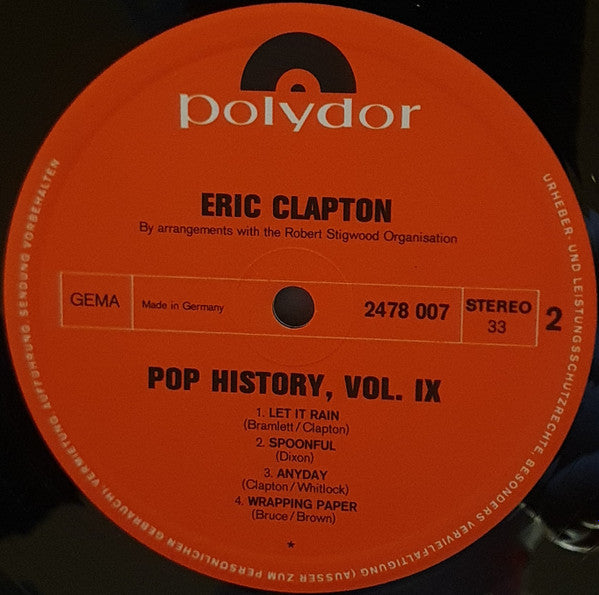 polydor
ERIC CLAPTON
By arrangements with the Robert Stigwood Organisation
GEMA
Made in Germany
2478 007
STEREO
33
2
POP HISTORY, VOL. IX
1. LET IT RAIN
(Bramlett/Clapton)
2. SPOONFUL
(Dixon)
3. ANYDAY
(Clapton/Whitlock)
4. WRAPPING PAPER
(Bruce/Brown)
*
URHEBER- UND LEISTUNGSSCHUTZRECHTE, BESONDERS VERVIELFÄLTIGUNG (AUSSER ZUM PERSÖNLICHEN GEBRAUCH) VERMIETUNG AUFFÜHRUNG, SENDUNG VORBEHALTEN